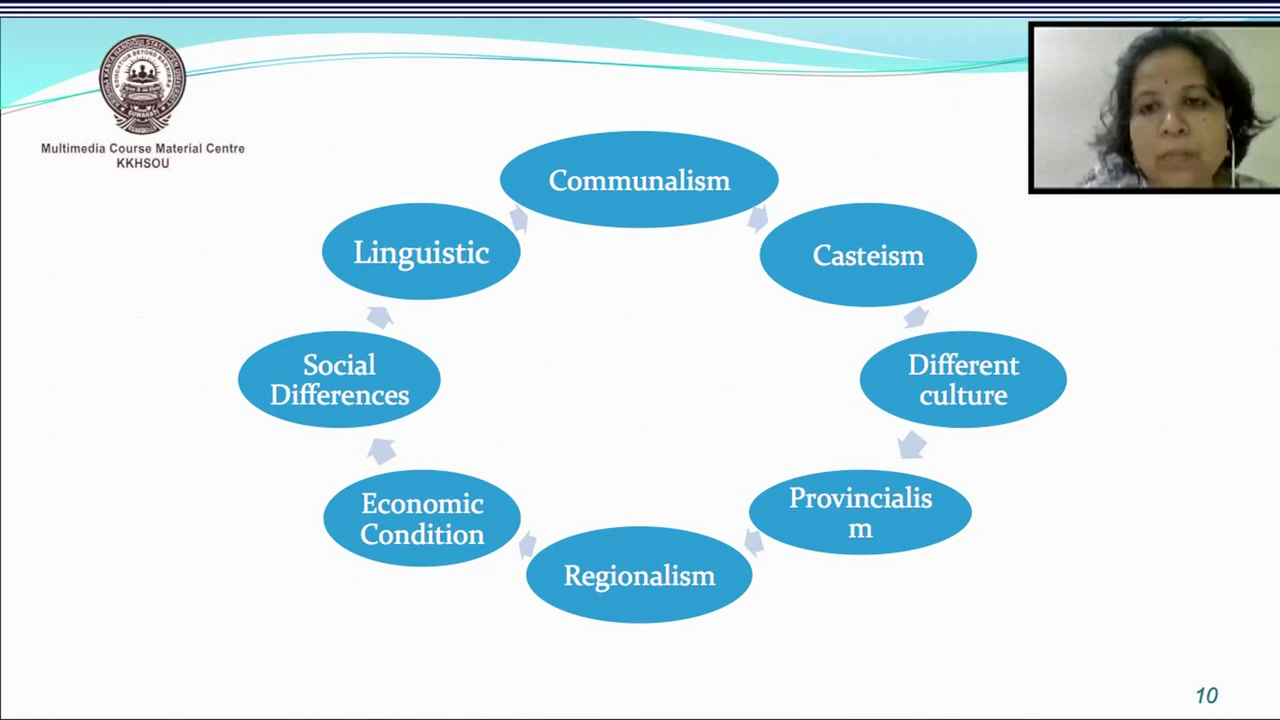 Multimedia Course Material Centre
KKHSOU
Communalism
Casteism
Different
culture
Provincialis
m
Regionalism
Economic
Condition
Social
Differences
Linguistic
10